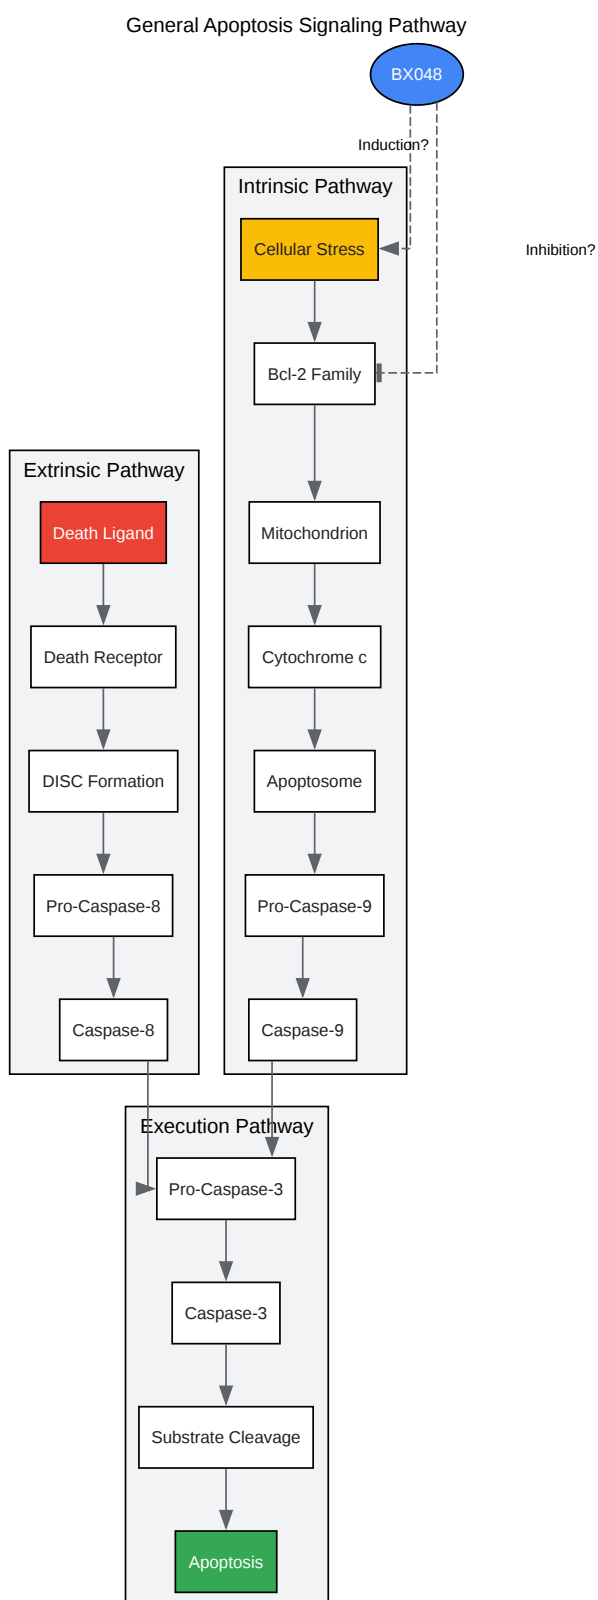 General Apoptosis Signaling Pathway
BX048
Induction?
Inhibition?
Intrinsic Pathway
Cellular Stress
Bcl-2 Family
Mitochondrion
Cytochrome c
Apoptosome
Pro-Caspase-9
Caspase-9
Extrinsic Pathway
Death Ligand
Death Receptor
DISC Formation
Pro-Caspase-8
Caspase-8
Execution Pathway
Pro-Caspase-3
Caspase-3
Substrate Cleavage
Apoptosis